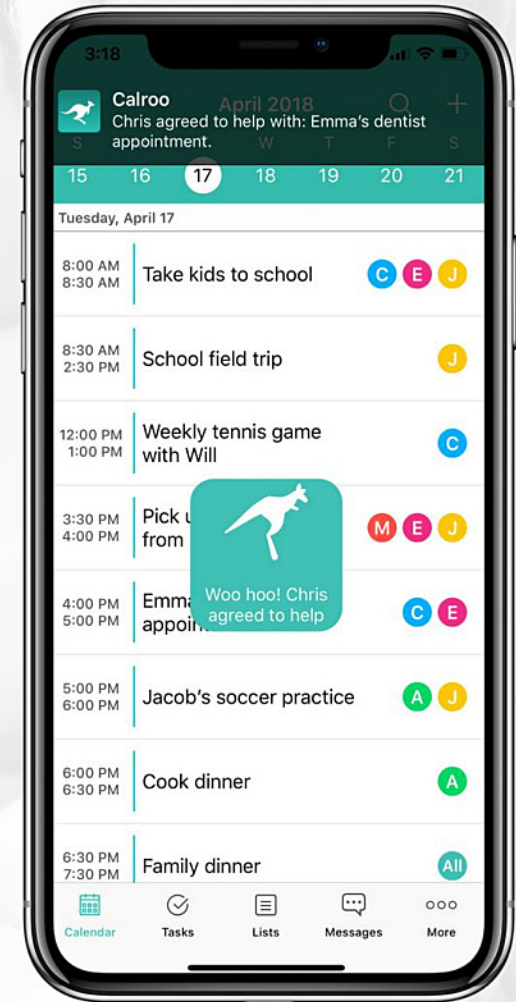 3:18
Calroo
April 2018
Chris agreed to help with: Emma's dentist
appointment.
S W T F S
15 16 17 18 19 20 21
Tuesday, April 17
8:00 AM
8:30 AM
Take kids to school
C E J
8:30 AM
2:30 PM
School field trip
J
12:00 PM
1:00 PM
Weekly tennis game
with Will
C
3:30 PM
4:00 PM
Pick
from
M E J
Woo hoo! Chris
agreed to help
4:00 PM
5:00 PM
Emma
C E
5:00 PM
6:00 PM
Jacob's soccer practice
A J
6:00 PM
6:30 PM
Cook dinner
A
6:30 PM
7:30 PM
Family dinner
All
Calendar Tasks Lists Messages More